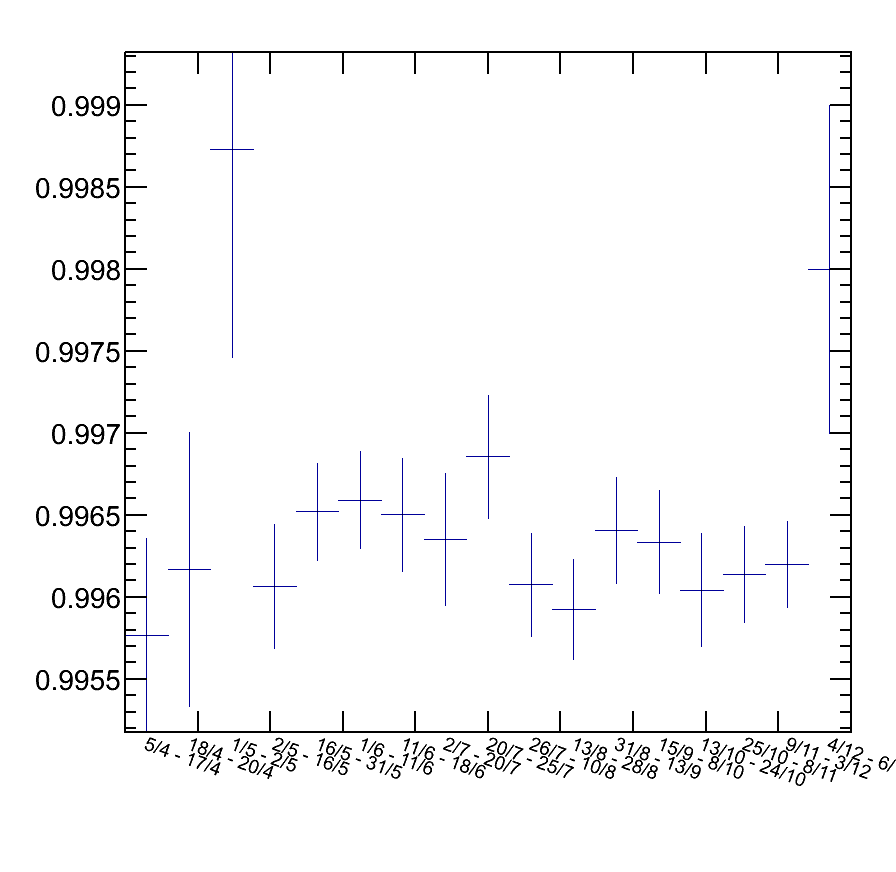 0.999
0.9985
0.998
0.9975
0.997
0.9965
0.996
0.9955
5/4 - 17/4
18/4 - 20/4
1/5 - 2/5
2/5 - 16/5
16/5 - 31/5
1/6 - 11/6
11/6 - 18/6
2/7 - 20/7
20/7 - 25/7
26/7 - 10/8
13/8 - 28/8
31/8 - 13/9
15/9 - 8/10
13/10 - 24/10
25/10 - 8/11
9/11 - 3/12
4/12 - 6/